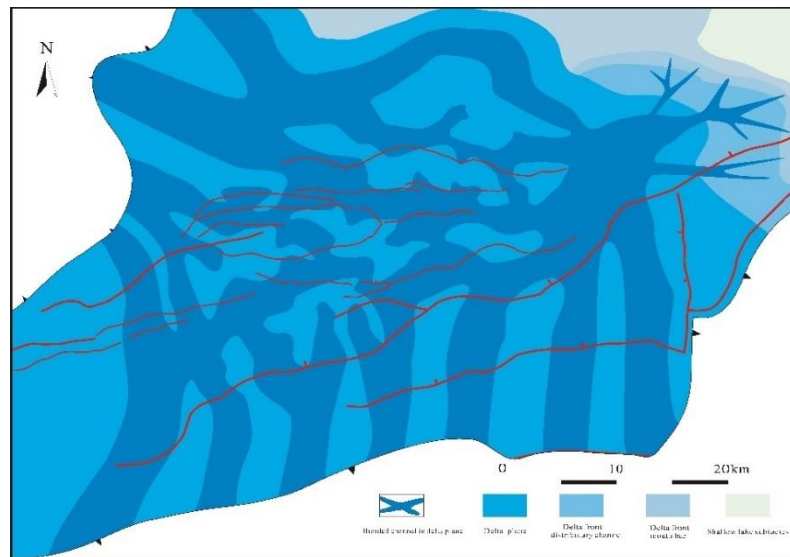 N
0 10 20km
Braided channel in delta plane
Delta plane
Delta front
distributary channel
Delta front
mouth bar
Shallow lake subfacies